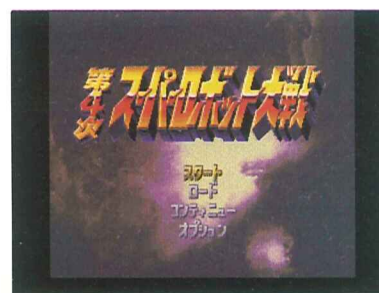 第4次
スーパーロボット大戦
スタート
ロード
コンティニュー
オプション